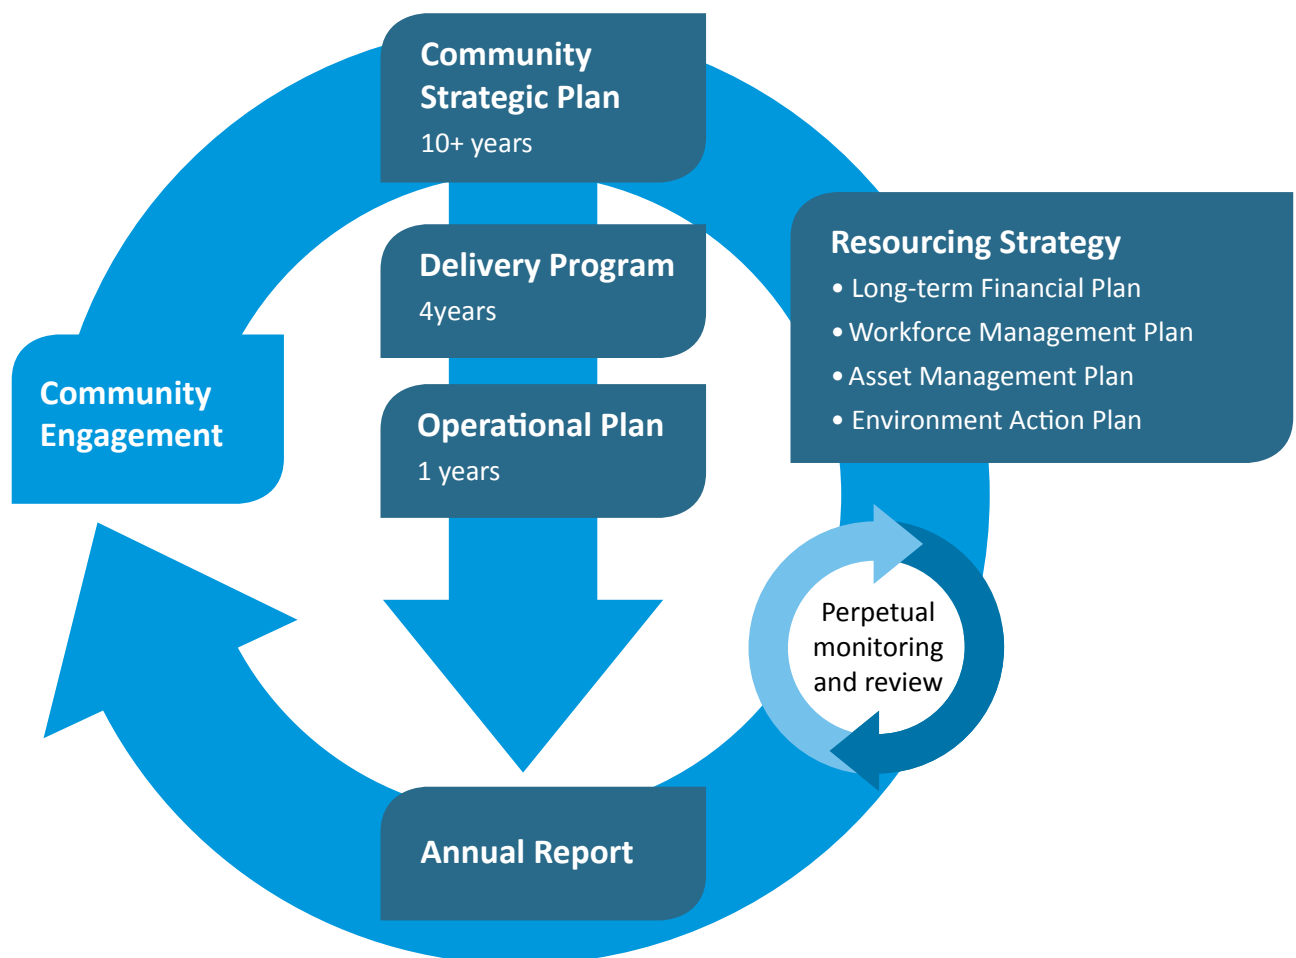 Community
Strategic Plan
10+ years
Delivery Program
4years
Operational Plan
1 years
Resourcing Strategy
• Long-term Financial Plan
• Workforce Management Plan
• Asset Management Plan
• Environment Action Plan
Community
Engagement
Perpetual
monitoring
and review
Annual Report